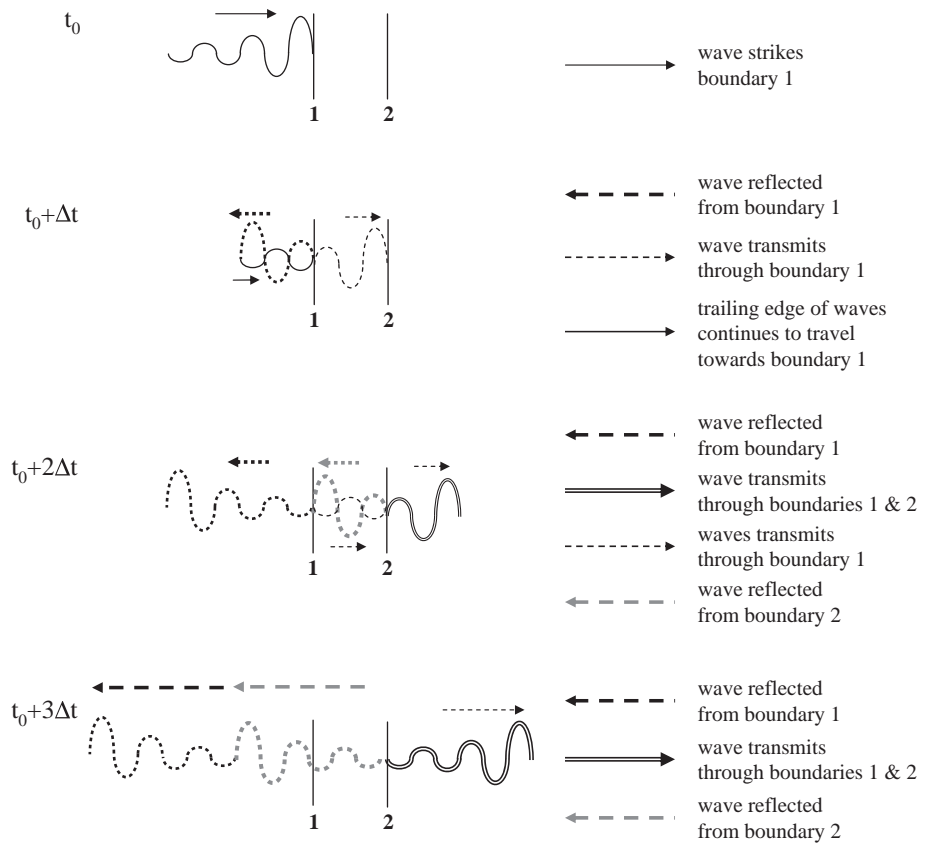 t0
wave strikes
boundary 1
1 2
t0+Δt
wave reflected
from boundary 1
wave transmits
through boundary 1
trailing edge of waves
continues to travel
towards boundary 1
1 2
t0+2Δt
wave reflected
from boundary 1
wave transmits
through boundaries 1 & 2
waves transmits
through boundary 1
wave reflected
from boundary 2
1 2
t0+3Δt
wave reflected
from boundary 1
wave transmits
through boundaries 1 & 2
wave reflected
from boundary 2
1 2